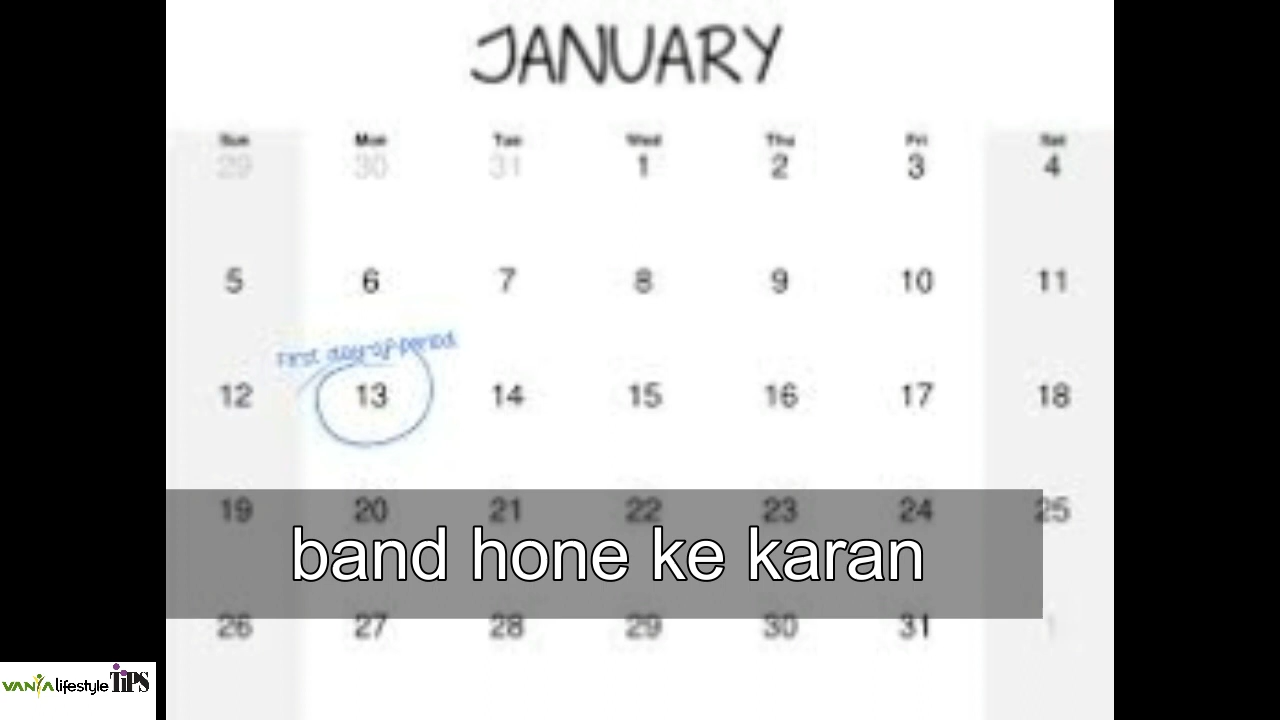 JANUARY
Sun Mon Tue Wed Thu Fri Sat
29 30 31 1 2 3 4
5 6 7 8 9 10 11
First day of period
12 13 14 15 16 17 18
19 20 21 22 23 24 25
band hone ke karan
26 27 28 29 30 31 1
VANYA lifestyle TiPS